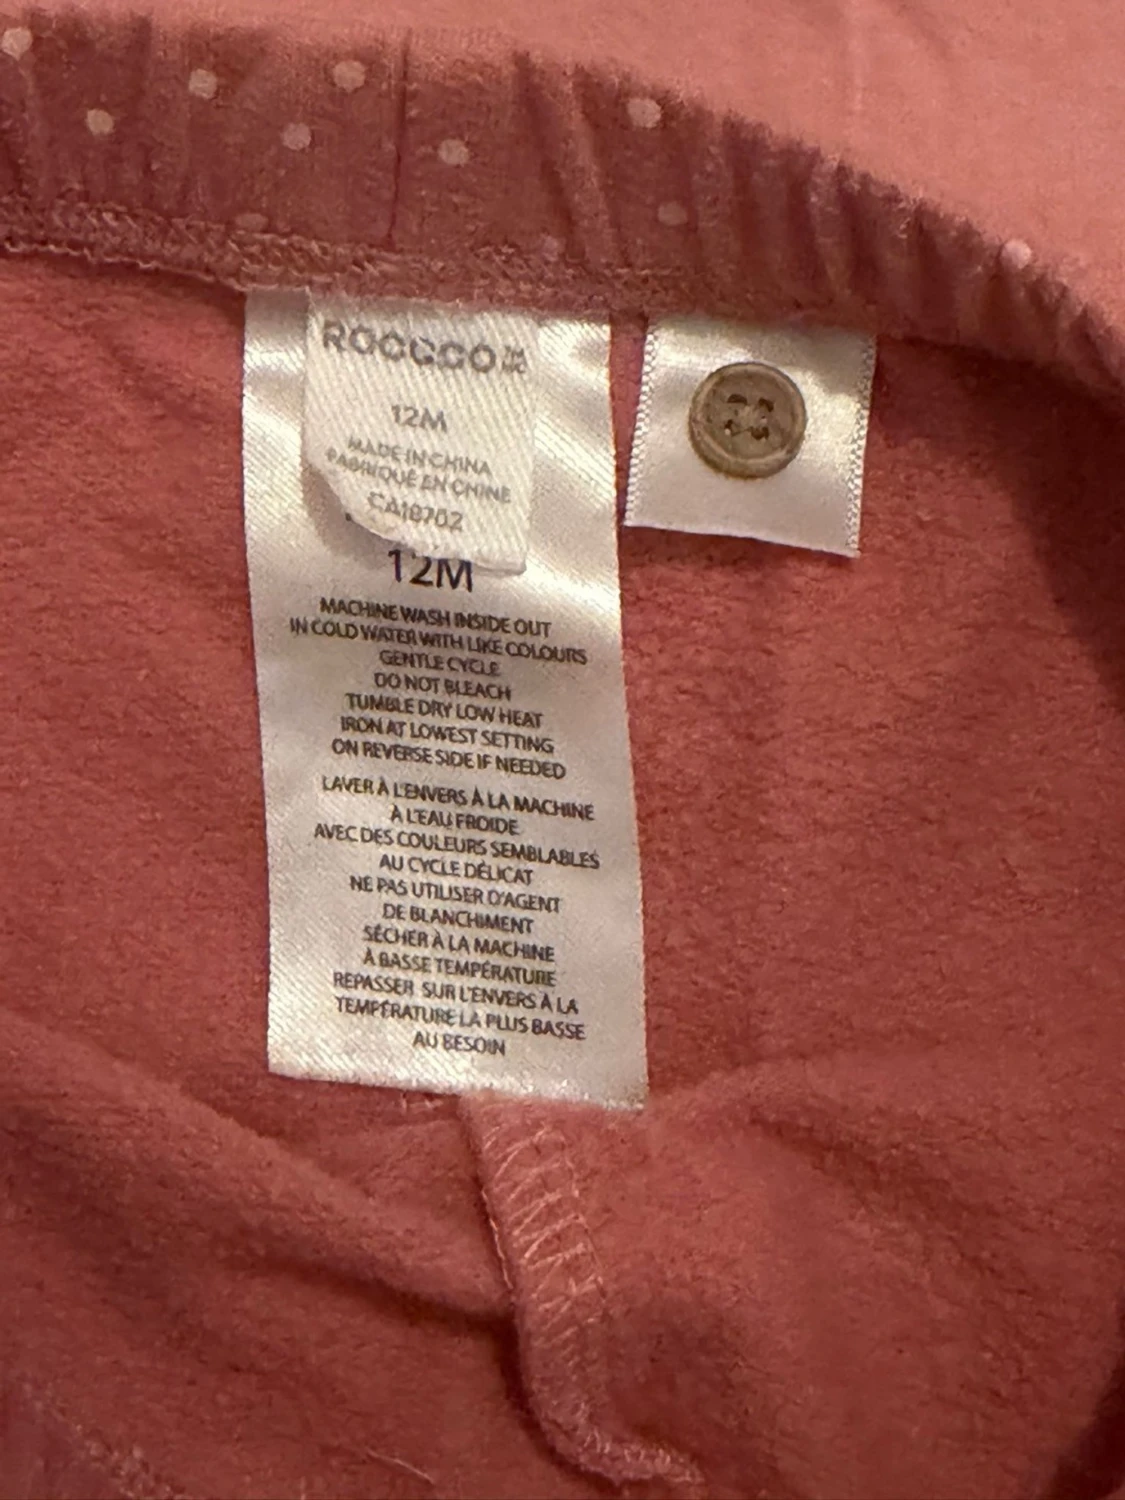 ROCOCO TM MC
12M
MADE IN CHINA
FABRIQUÉ EN CHINE
CA18702
12M
MACHINE WASH INSIDE OUT
IN COLD WATER WITH LIKE COLOURS
GENTLE CYCLE
DO NOT BLEACH
TUMBLE DRY LOW HEAT
IRON AT LOWEST SETTING
ON REVERSE SIDE IF NEEDED
LAVER À L'ENVERS À LA MACHINE
À L'EAU FROIDE
AVEC DES COULEURS SEMBLABLES
AU CYCLE DÉLICAT
NE PAS UTILISER D'AGENT
DE BLANCHIMENT
SÉCHER À LA MACHINE
À BASSE TEMPÉRATURE
REPASSER SUR L'ENVERS À LA
TEMPÉRATURE LA PLUS BASSE
AU BESOIN